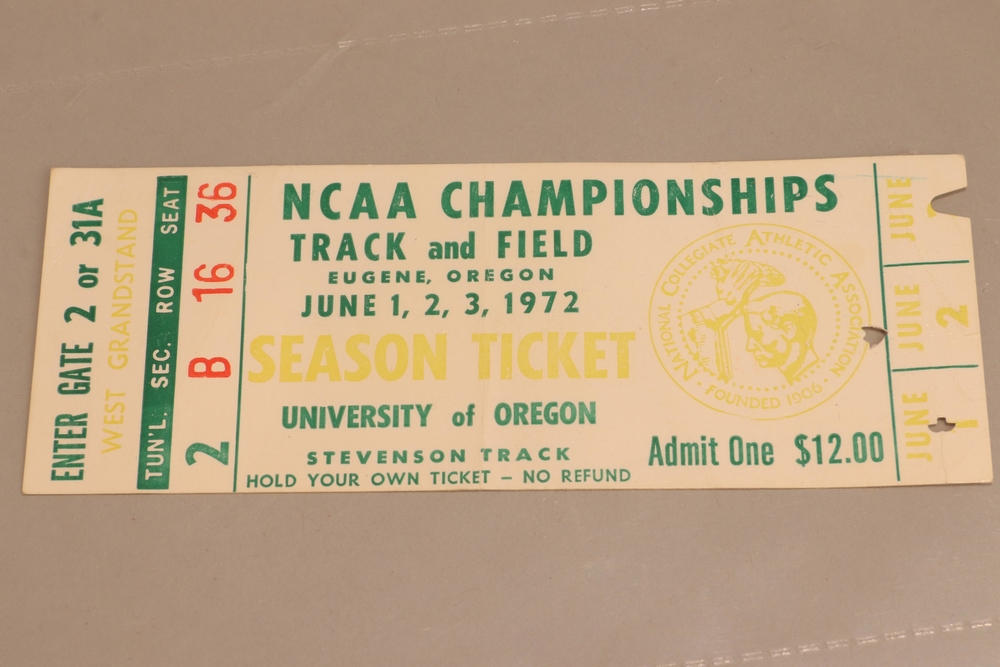 ENTER GATE 2 or 31A
WEST GRANDSTAND
TUN'L. SEC. ROW SEAT
2 B 16 36
NCAA CHAMPIONSHIPS
TRACK and FIELD
EUGENE, OREGON
JUNE 1, 2, 3, 1972
SEASON TICKET
UNIVERSITY of OREGON
STEVENSON TRACK
HOLD YOUR OWN TICKET – NO REFUND
NATIONAL COLLEGIATE ATHLETIC ASSOCIATION
· FOUNDED 1906 ·
Admit One $12.00
JUNE
JUNE
2
JUNE
1